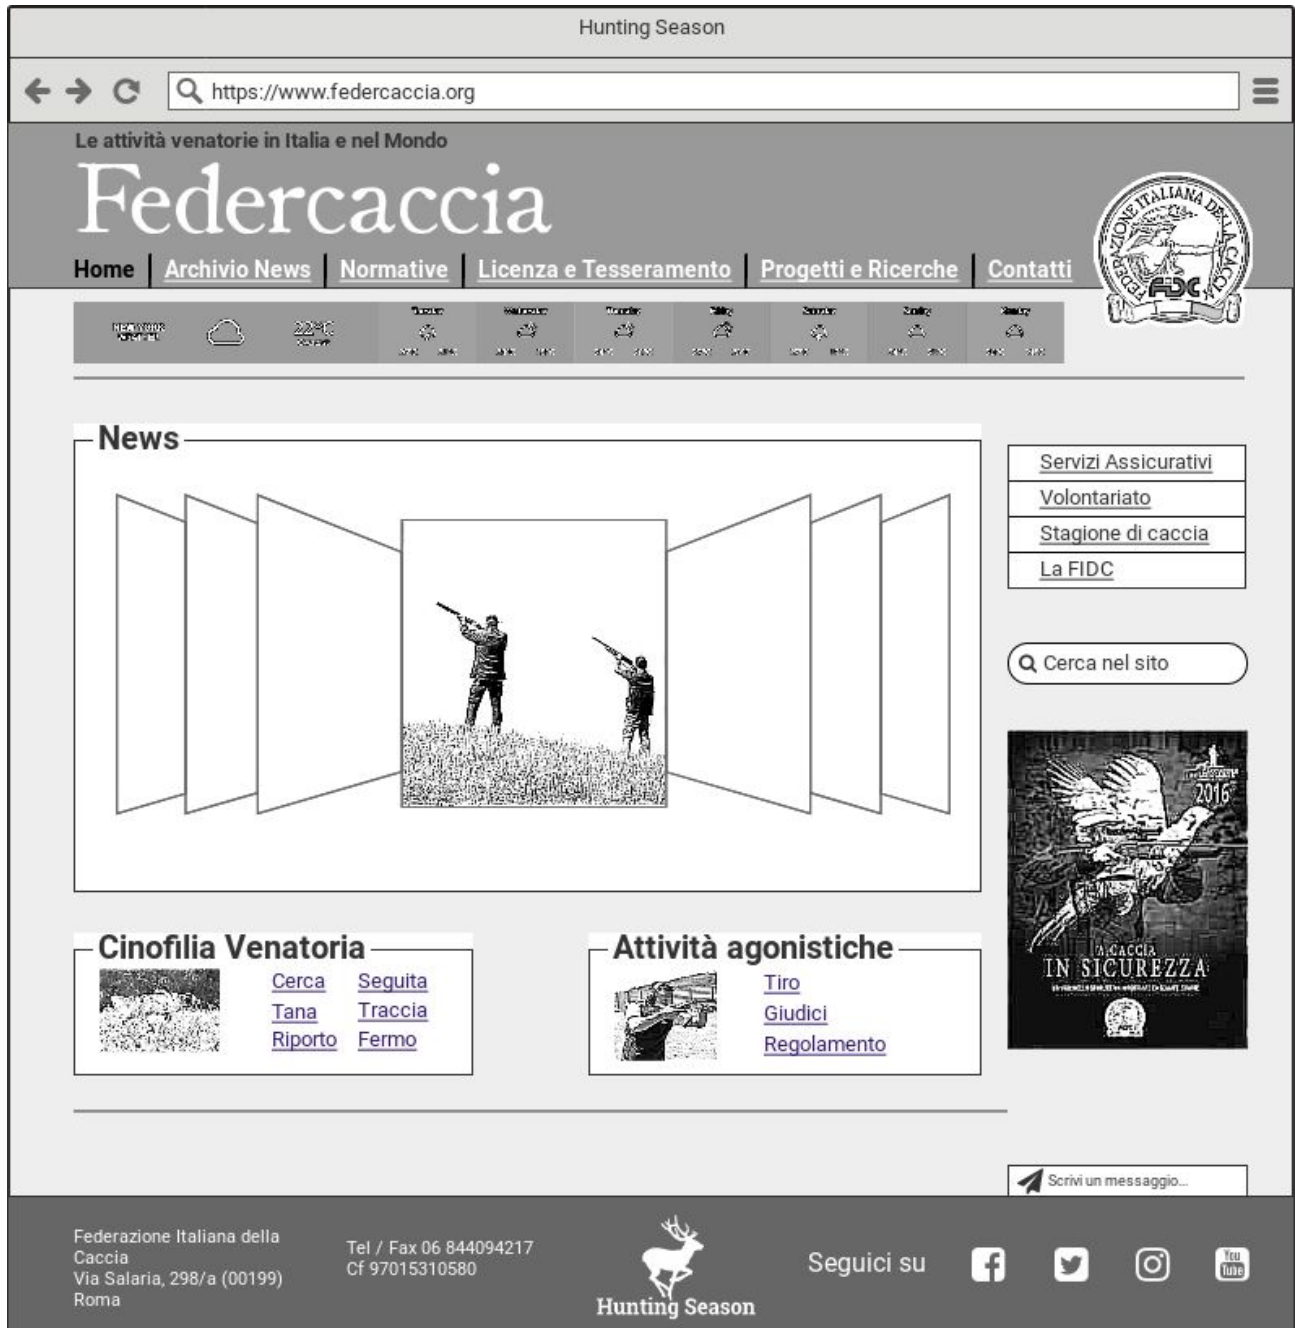 Hunting Season
https://www.federcaccia.org
Le attività venatorie in Italia e nel Mondo
Federcaccia
Home Archivio News Normative Licenza e Tesseramento Progetti e Ricerche Contatti
FEDERAZIONE ITALIANA DELLA CACCIA
FIDC
22°C
News
Servizi Assicurativi
Volontariato
Stagione di caccia
La FIDC
Cerca nel sito
2016
A CACCIA
IN SICUREZZA
Cinofilia Venatoria
Cerca Seguita
Tana Traccia
Riporto Fermo
Attività agonistiche
Tiro
Giudici
Regolamento
Scrivi un messaggio...
Federazione Italiana della
Caccia
Via Salaria, 298/a (00199)
Roma
Tel / Fax 06 844094217
Cf 97015310580
Hunting Season
Seguici su
You
Tube